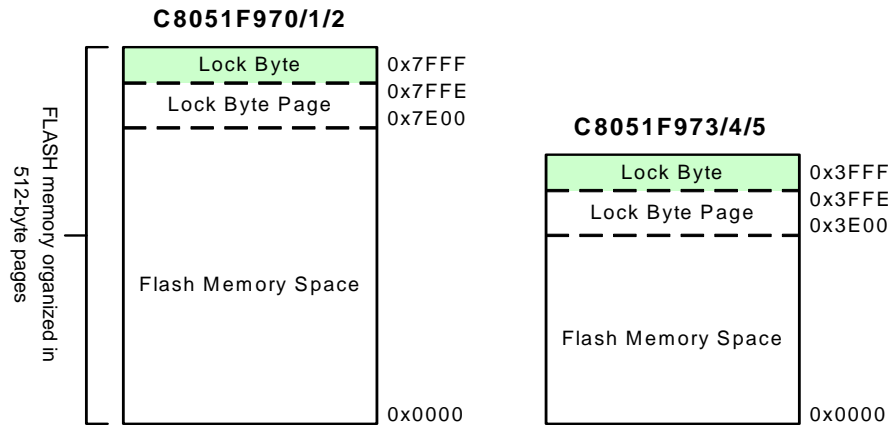 C8051F970/1/2
Lock Byte
0x7FFF
0x7FFE
Lock Byte Page
0x7E00
FLASH memory organized in
512-byte pages
Flash Memory Space
0x0000
C8051F973/4/5
Lock Byte
0x3FFF
0x3FFE
Lock Byte Page
0x3E00
Flash Memory Space
0x0000